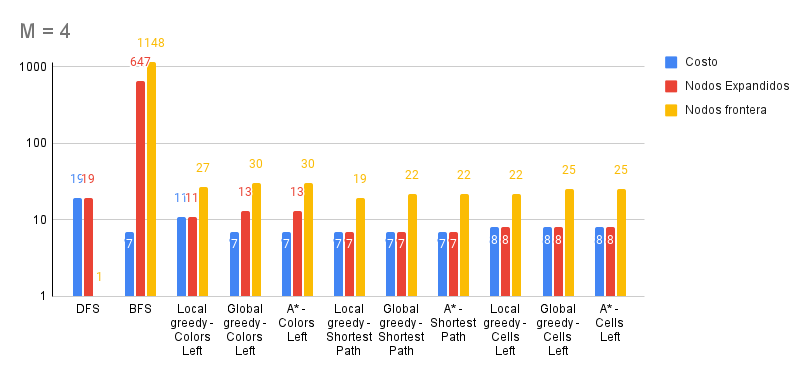 M = 4
Costo
Nodos Expandidos
Nodos frontera
1000
100
10
1
19
19
1
7
647
1148
11
11
27
7
13
30
7
13
30
7
7
19
7
7
22
7
7
22
8
8
22
8
8
25
8
8
25
DFS
BFS
Local
greedy -
Colors
Left
Global
greedy -
Colors
Left
A* -
Colors
Left
Local
greedy -
Shortest
Path
Global
greedy -
Shortest
Path
A* -
Shortest
Path
Local
greedy -
Cells
Left
Global
greedy -
Cells Left
A* -
Cells
Left